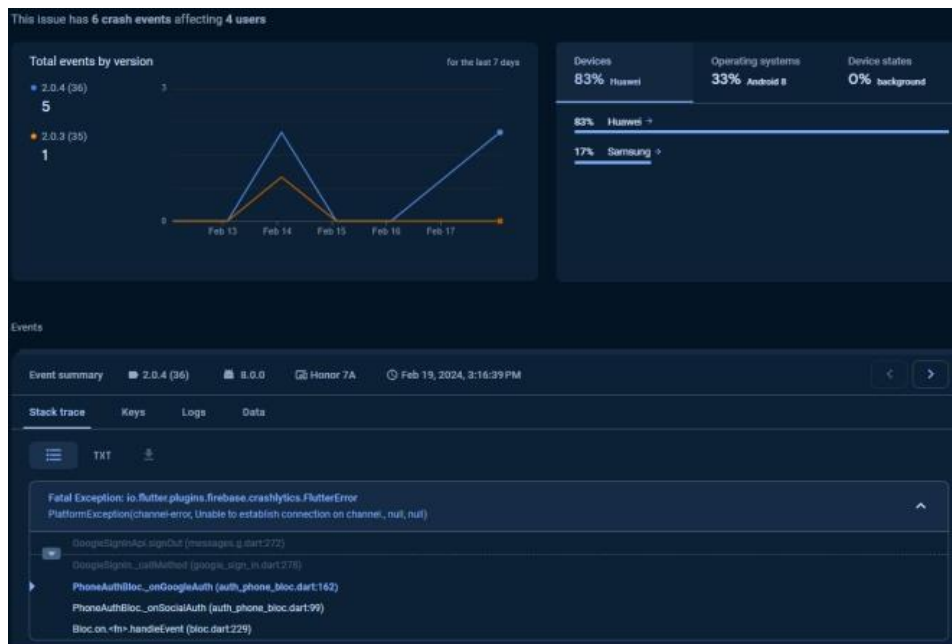 This issue has 6 crash events affecting 4 users
Total events by version
for the last 7 days
2.0.4 (36)
5
2.0.3 (35)
1
3
0
Feb 13
Feb 14
Feb 15
Feb 16
Feb 17
Devices
83% Huawei
Operating systems
33% Android 8
Device states
0% background
83% Huawei →
17% Samsung →
Events
Event summary
2.0.4 (36)
8.0.0
Honor 7A
Feb 19, 2024, 3:16:39 PM
Stack trace
Keys
Logs
Data
TXT
Fatal Exception: io.flutter.plugins.firebase.crashlytics.FlutterError
PlatformException(channel-error, Unable to establish connection on channel., null, null)
GoogleSignInApi.signOut (messages.g.dart:272)
GoogleSignIn._callMethod (google_sign_in.dart:278)
PhoneAuthBloc._onGoogleAuth (auth_phone_bloc.dart:162)
PhoneAuthBloc._onSocialAuth (auth_phone_bloc.dart:99)
Bloc.on.<fn>.handleEvent (bloc.dart:229)